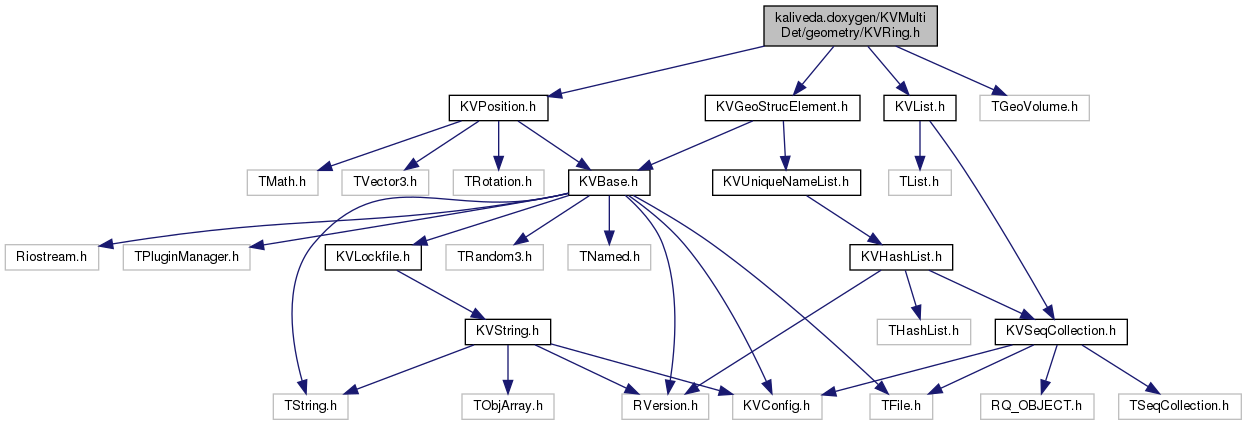 kaliveda.doxygen/KVMulti
Det/geometry/KVRing.h
KVPosition.h
KVGeoStrucElement.h
KVList.h
TGeoVolume.h
TMath.h
TVector3.h
TRotation.h
KVBase.h
KVUniqueNameList.h
TList.h
Riostream.h
TPluginManager.h
KVLockfile.h
TRandom3.h
TNamed.h
KVHashList.h
KVString.h
THashList.h
KVSeqCollection.h
TString.h
TObjArray.h
RVersion.h
KVConfig.h
TFile.h
RQ_OBJECT.h
TSeqCollection.h